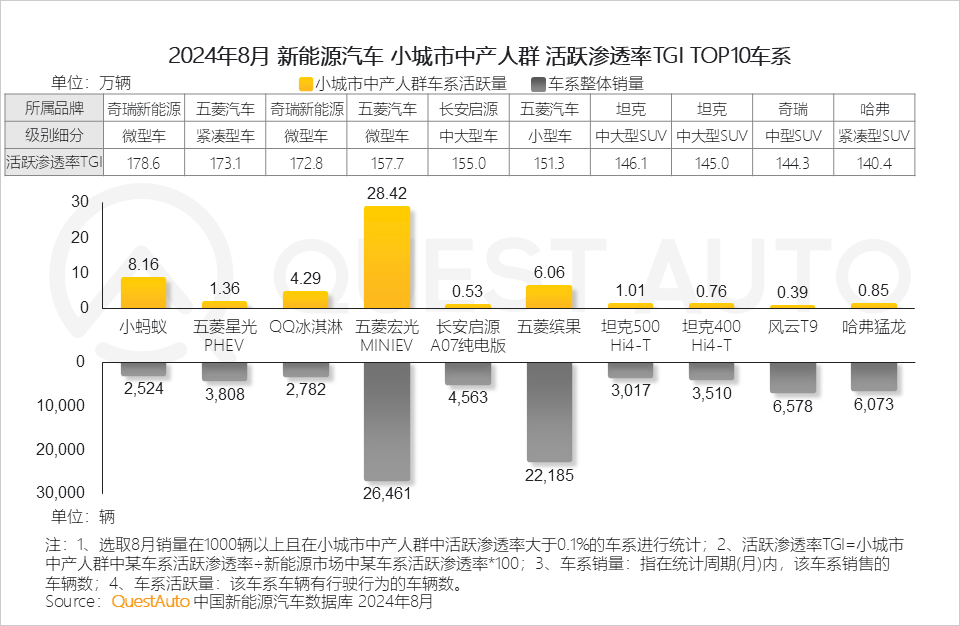 2024年8月 新能源汽车 小城市中产人群 活跃渗透率TGI TOP10车系
单位：万辆
小城市中产人群车系活跃量 车系整体销量
所属品牌 奇瑞新能源 五菱汽车 奇瑞新能源 五菱汽车 长安启源 五菱汽车 坦克 坦克 奇瑞 哈弗
级别细分 微型车 紧凑型车 微型车 微型车 中大型车 小型车 中大型SUV 中大型SUV 中型SUV 紧凑型SUV
活跃渗透率TGI 178.6 173.1 172.8 157.7 155.0 151.3 146.1 145.0 144.3 140.4
QUEST AUTO
30
20
10
0
8.16 1.36 4.29 28.42 0.53 6.06 1.01 0.76 0.39 0.85
小蚂蚁 五菱星光 QQ冰淇淋 五菱宏光 长安启源 五菱缤果 坦克500 坦克400 风云T9 哈弗猛龙
PHEV MINIEV A07纯电版 Hi4-T Hi4-T
0
10,000
20,000
30,000
2,524 3,808 2,782 26,461 4,563 22,185 3,017 3,510 6,578 6,073
单位：辆
注：1、选取8月销量在1000辆以上且在小城市中产人群中活跃渗透率大于0.1%的车系进行统计；2、活跃渗透率TGI=小城市
中产人群中某车系活跃渗透率÷新能源市场中某车系活跃渗透率*100；3、车系销量：指在统计周期(月)内，该车系销售的
车辆数；4、车系活跃量：该车系车辆有行驶行为的车辆数。
Source：QuestAuto 中国新能源汽车数据库 2024年8月